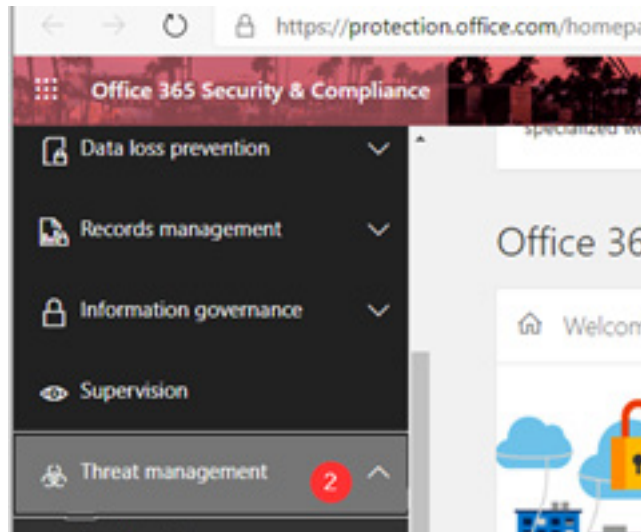 https://protection.office.com/homepa
Office 365 Security & Compliance
Data loss prevention
specialized
Records management
Office 36
Information governance
Welcom
Supervision
Threat management
2